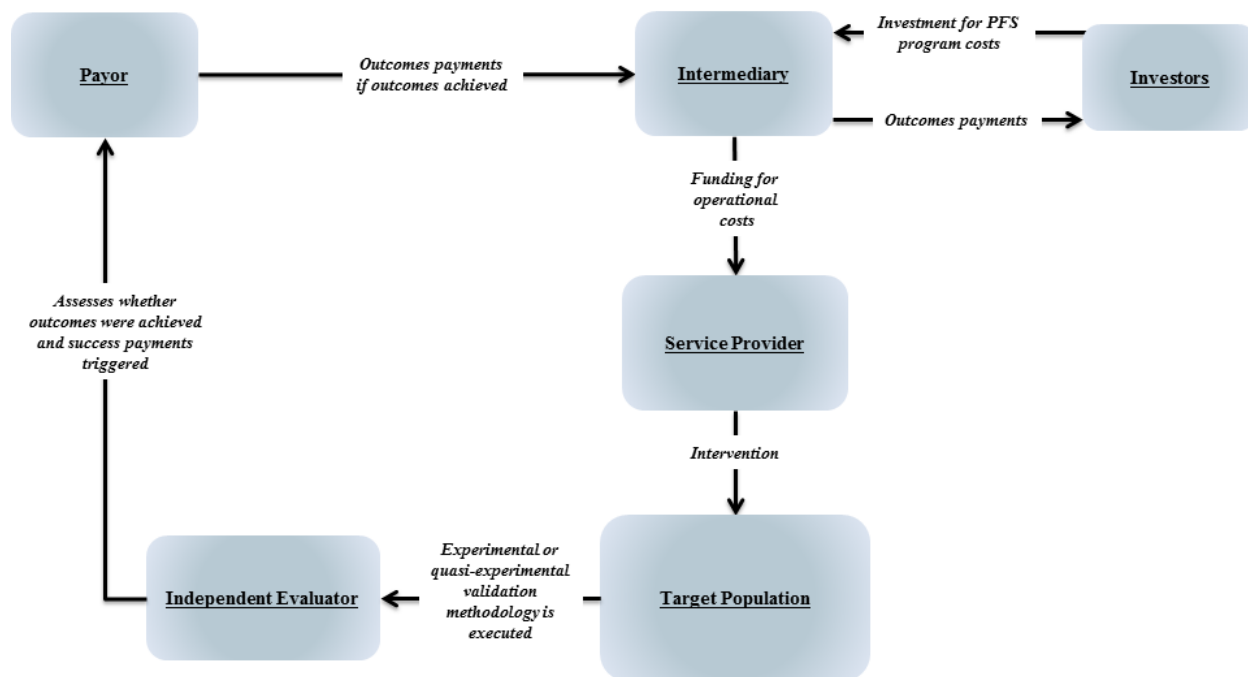 Payor
Outcomes payments
if outcomes achieved
Intermediary
Investment for PFS
program costs
Outcomes payments
Investors
Funding for
operational
costs
Service Provider
Intervention
Target Population
Experimental or
quasi-experimental
validation
methodology is
executed
Independent Evaluator
Assesses whether
outcomes were achieved
and success payments
triggered